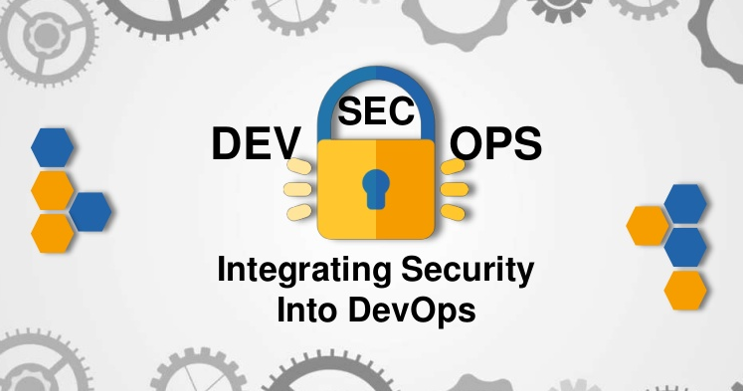 DEV SEC OPS
Integrating Security
Into DevOps